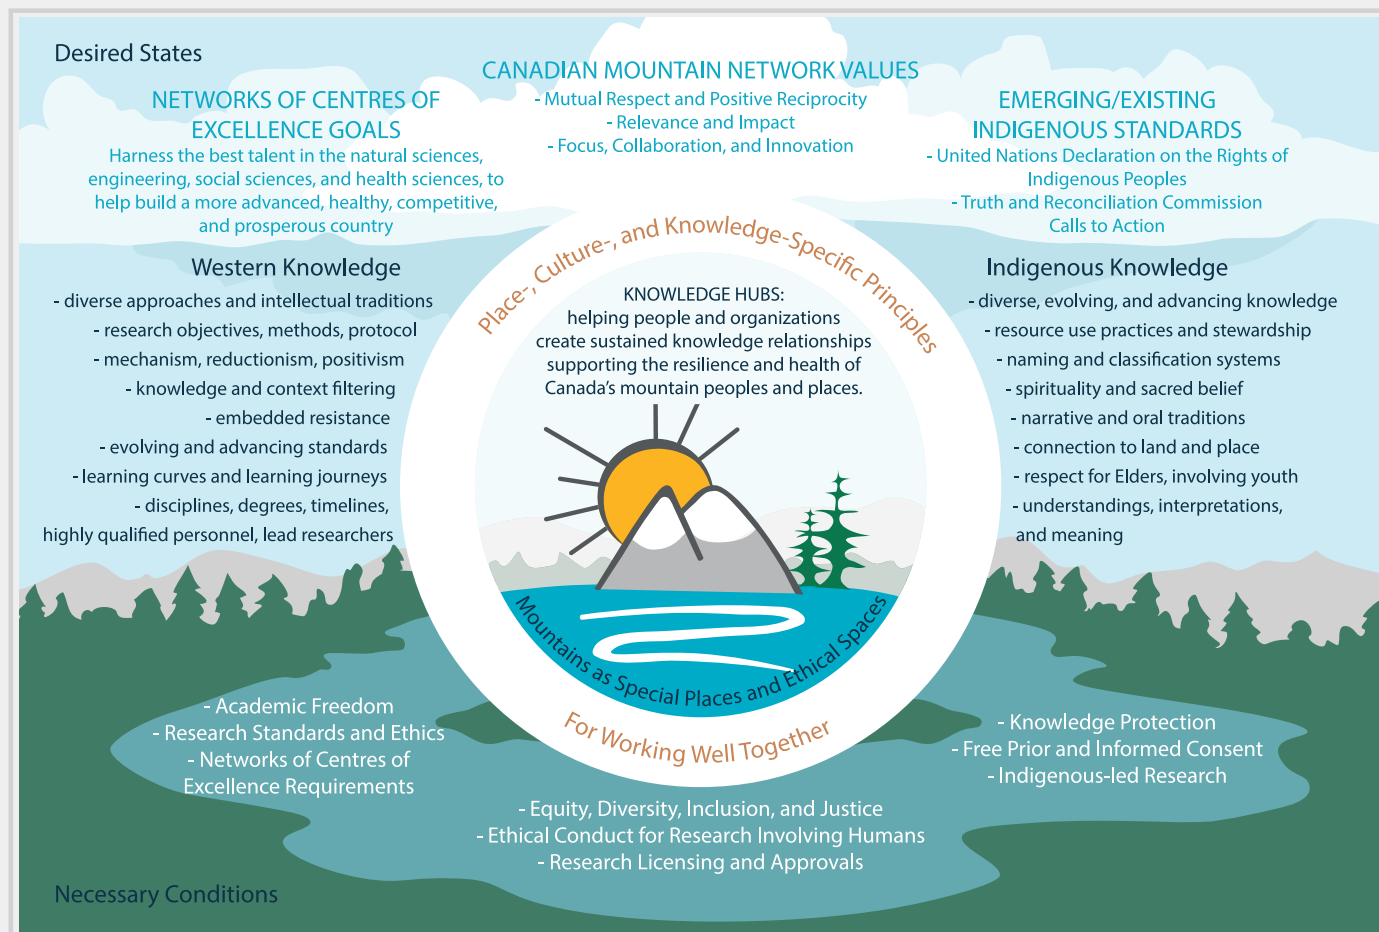 Desired States
CANADIAN MOUNTAIN NETWORK VALUES
- Mutual Respect and Positive Reciprocity
- Relevance and Impact
- Focus, Collaboration, and Innovation
NETWORKS OF CENTRES OF
EXCELLENCE GOALS
Harness the best talent in the natural sciences,
engineering, social sciences, and health sciences, to
help build a more advanced, healthy, competitive,
and prosperous country
EMERGING/EXISTING
INDIGENOUS STANDARDS
- United Nations Declaration on the Rights of
Indigenous Peoples
- Truth and Reconciliation Commission
Calls to Action
Western Knowledge
- diverse approaches and intellectual traditions
- research objectives, methods, protocol
- mechanism, reductionism, positivism
- knowledge and context filtering
- embedded resistance
- evolving and advancing standards
- learning curves and learning journeys
- disciplines, degrees, timelines,
highly qualified personnel, lead researchers
Place-, Culture-, and Knowledge-Specific Principles
KNOWLEDGE HUBS:
helping people and organizations
create sustained knowledge relationships
supporting the resilience and health of
Canada's mountain peoples and places.
Mountains as Special Places and Ethical Spaces
For Working Well Together
Indigenous Knowledge
- diverse, evolving, and advancing knowledge
- resource use practices and stewardship
- naming and classification systems
- spirituality and sacred belief
- narrative and oral traditions
- connection to land and place
- respect for Elders, involving youth
- understandings, interpretations,
and meaning
- Academic Freedom
- Research Standards and Ethics
- Networks of Centres of
Excellence Requirements
- Equity, Diversity, Inclusion, and Justice
- Ethical Conduct for Research Involving Humans
- Research Licensing and Approvals
- Knowledge Protection
- Free Prior and Informed Consent
- Indigenous-led Research
Necessary Conditions